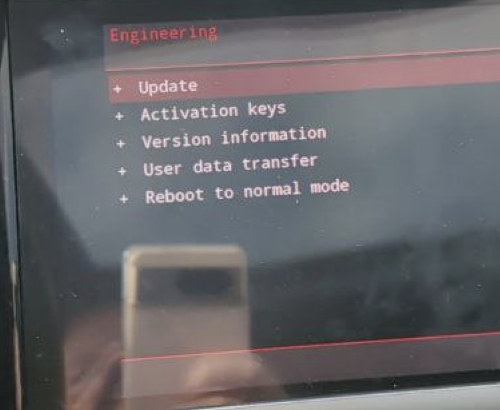 Engineering
+ Update
+ Activation keys
+ Version information
+ User data transfer
+ Reboot to normal mode